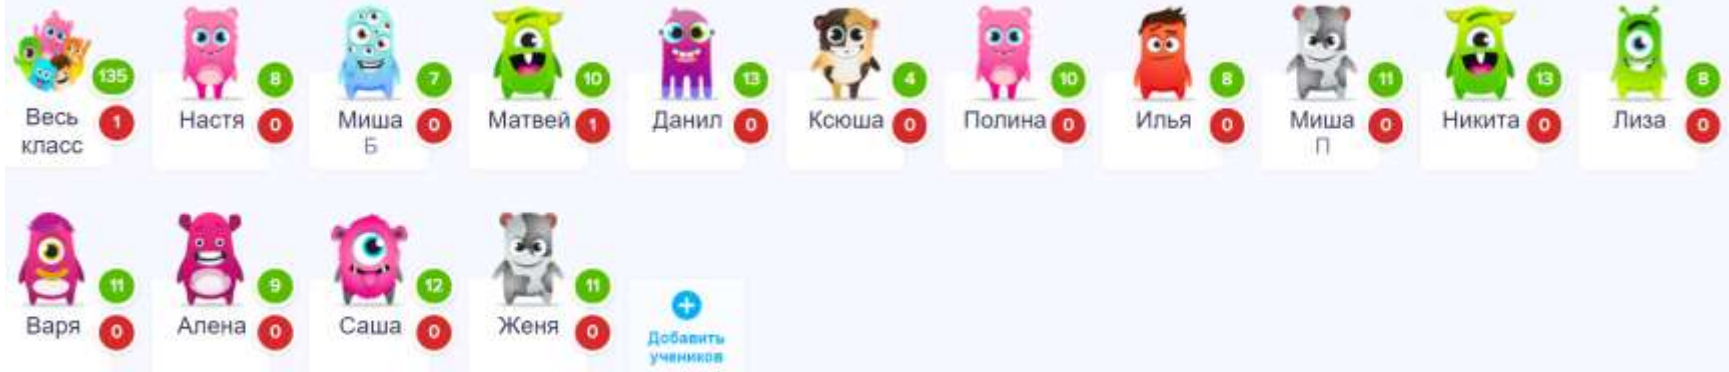 135
8
7
10
13
4
10
8
11
13
8
Весь
класс
1
Настя 0
Миша 0
Б
Матвей 1
Данил 0
Ксюша 0
Полина 0
Илья 0
Миша 0
П
Никита 0
Лиза 0
11
9
12
11
Варя 0
Алена 0
Саша 0
Женя 0
Добавить
учеников